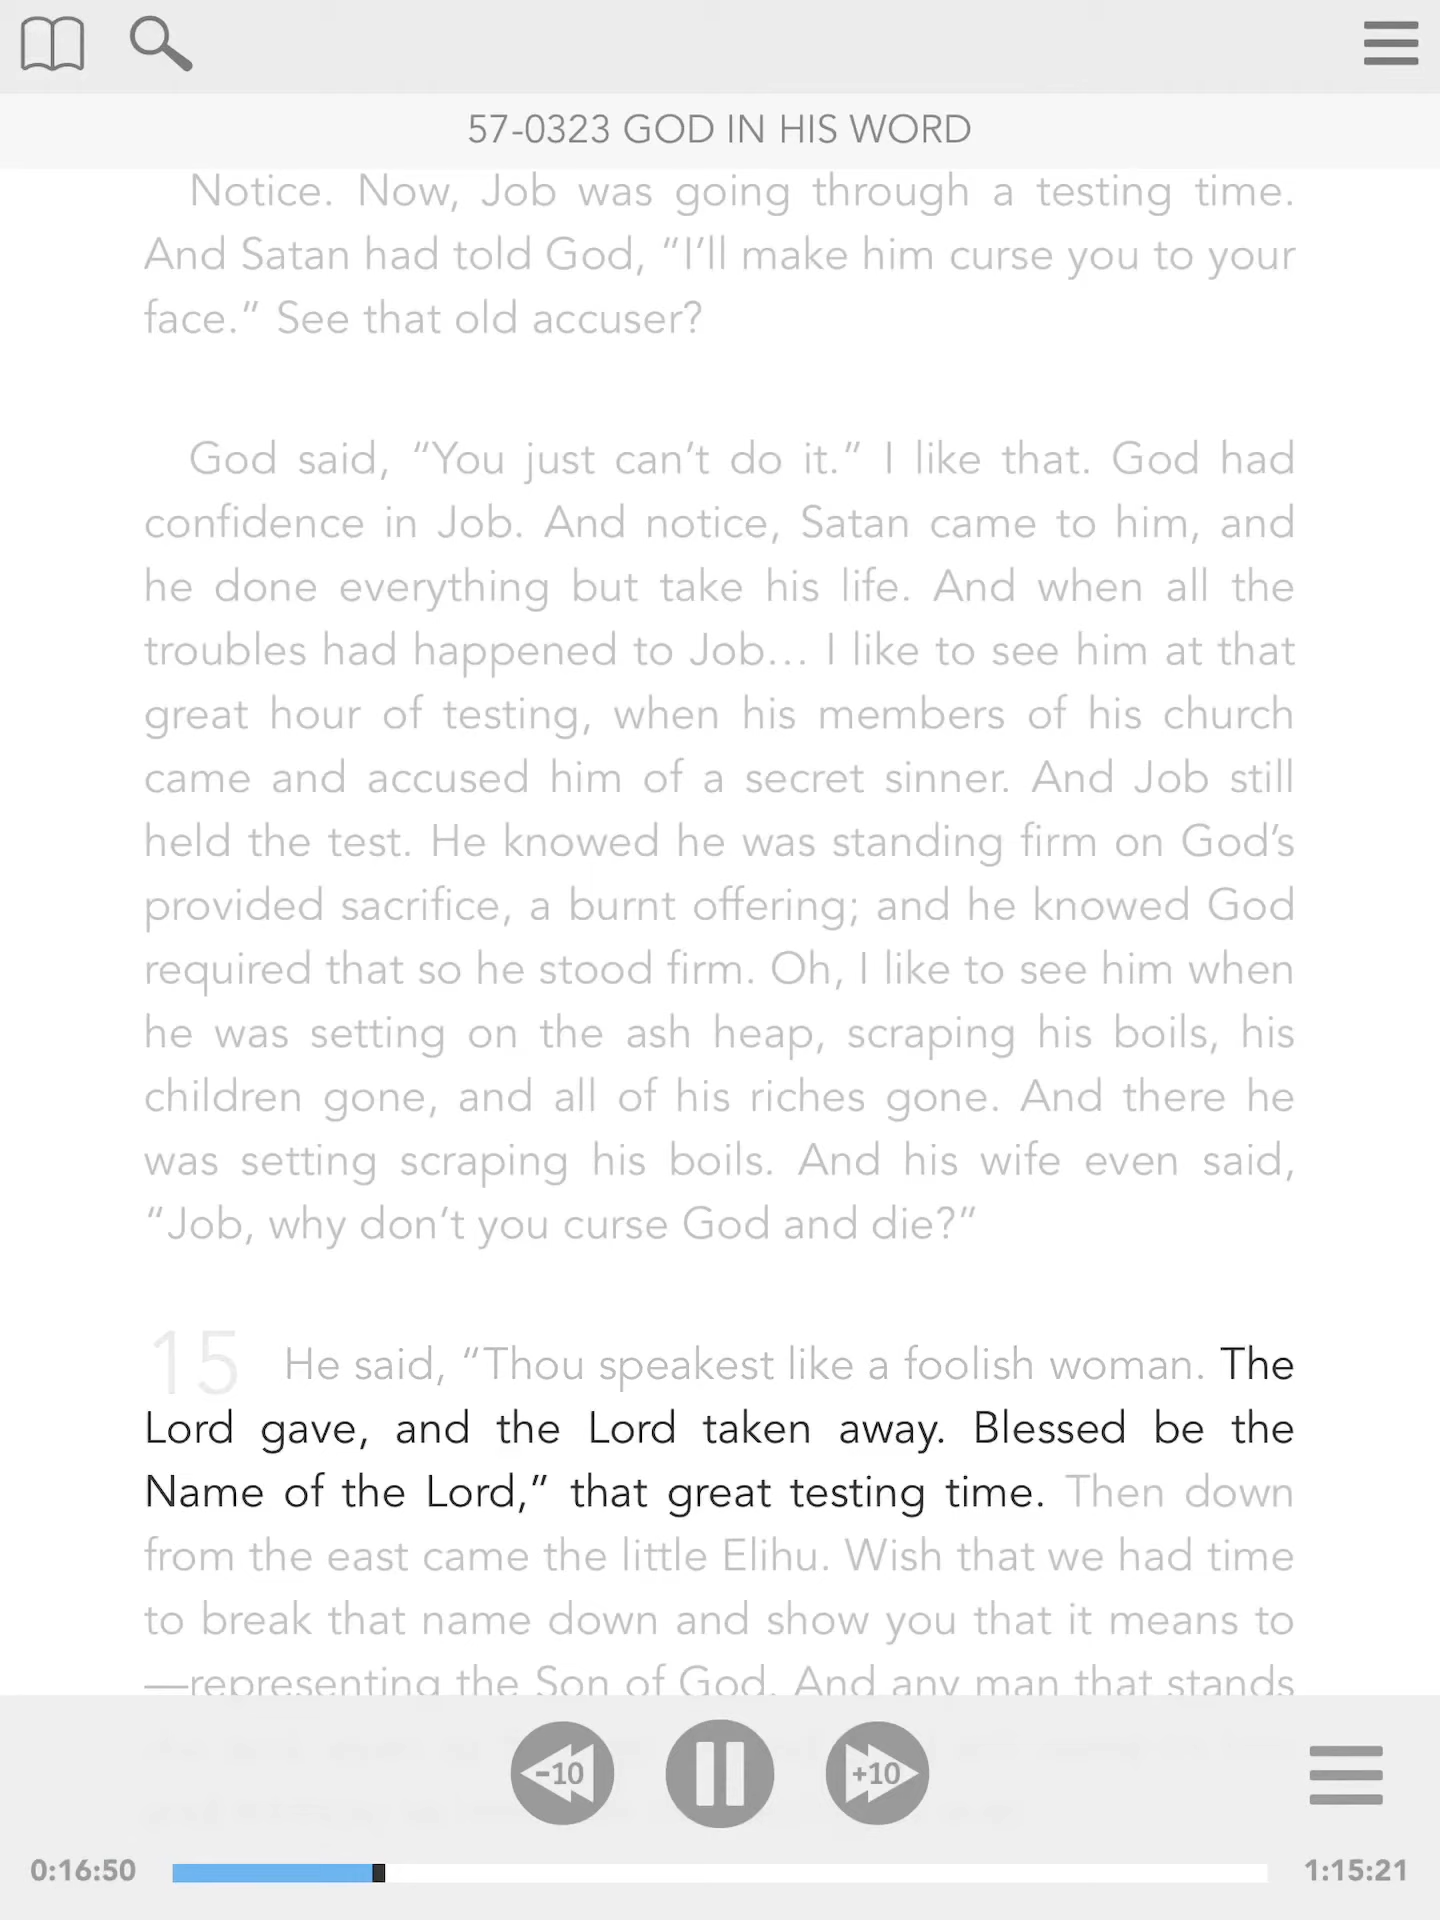 57-0323 GOD IN HIS WORD
Notice. Now, Job was going through a testing time.
And Satan had told God, “I’ll make him curse you to your
face.” See that old accuser?
God said, “You just can’t do it.” I like that. God had
confidence in Job. And notice, Satan came to him, and
he done everything but take his life. And when all the
troubles had happened to Job… I like to see him at that
great hour of testing, when his members of his church
came and accused him of a secret sinner. And Job still
held the test. He knowed he was standing firm on God’s
provided sacrifice, a burnt offering; and he knowed God
required that so he stood firm. Oh, I like to see him when
he was setting on the ash heap, scraping his boils, his
children gone, and all of his riches gone. And there he
was setting scraping his boils. And his wife even said,
“Job, why don’t you curse God and die?”
15 He said, “Thou speakest like a foolish woman. The
Lord gave, and the Lord taken away. Blessed be the
Name of the Lord,” that great testing time. Then down
from the east came the little Elihu. Wish that we had time
to break that name down and show you that it means to
—representing the Son of God. And any man that stands
-10 +10
0:16:50 1:15:21